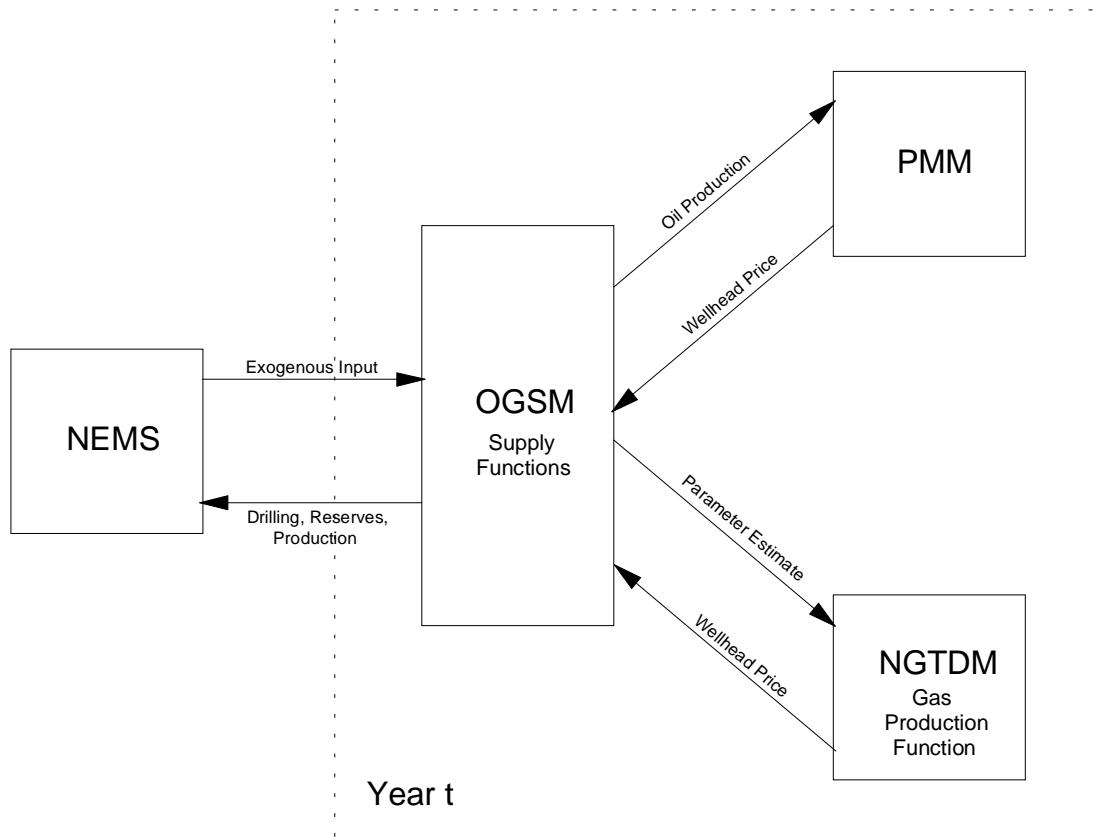 PMM
Oil Production
Wellhead Price
Exogenous Input
NEMS
OGSM
Supply
Functions
Drilling, Reserves,
Production
Parameter Estimate
Wellhead Price
NGTDM
Gas
Production
Function
Year t